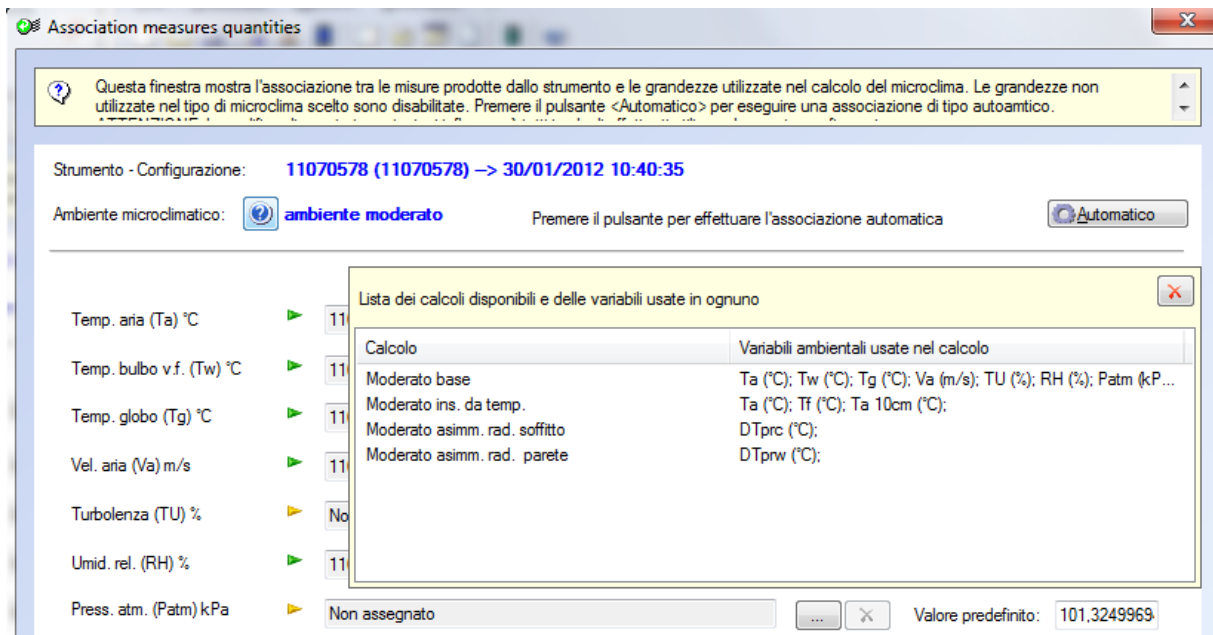 Association measures quantities
Questa finestra mostra l'associazione tra le misure prodotte dallo strumento e le grandezze utilizzate nel calcolo del microclima. Le grandezze non
utilizzate nel tipo di microclima scelto sono disabilitate. Premere il pulsante <Automatico> per eseguire una associazione di tipo autoamtico.
Strumento - Configurazione: 11070578 (11070578) --> 30/01/2012 10:40:35
Ambiente microclimatico: ambiente moderato Premere il pulsante per effettuare l'associazione automatica Automatico
Lista dei calcoli disponibili e delle variabili usate in ognuno
Calcolo Variabili ambientali usate nel calcolo
Moderato base Ta (°C); Tw (°C); Tg (°C); Va (m/s); TU (%); RH (%); Patm (kP...
Moderato ins. da temp. Ta (°C); Tf (°C); Ta 10cm (°C);
Moderato asimm. rad. soffitto DTprc (°C);
Moderato asimm. rad. parete DTprw (°C);
Temp. aria (Ta) °C 11
Temp. bulbo v.f. (Tw) °C 11
Temp. globo (Tg) °C 11
Vel. aria (Va) m/s 11
Turbolenza (TU) % No
Umid. rel. (RH) % 11
Press. atm. (Patm) kPa Non assegnato ... Valore predefinito: 101,3249969